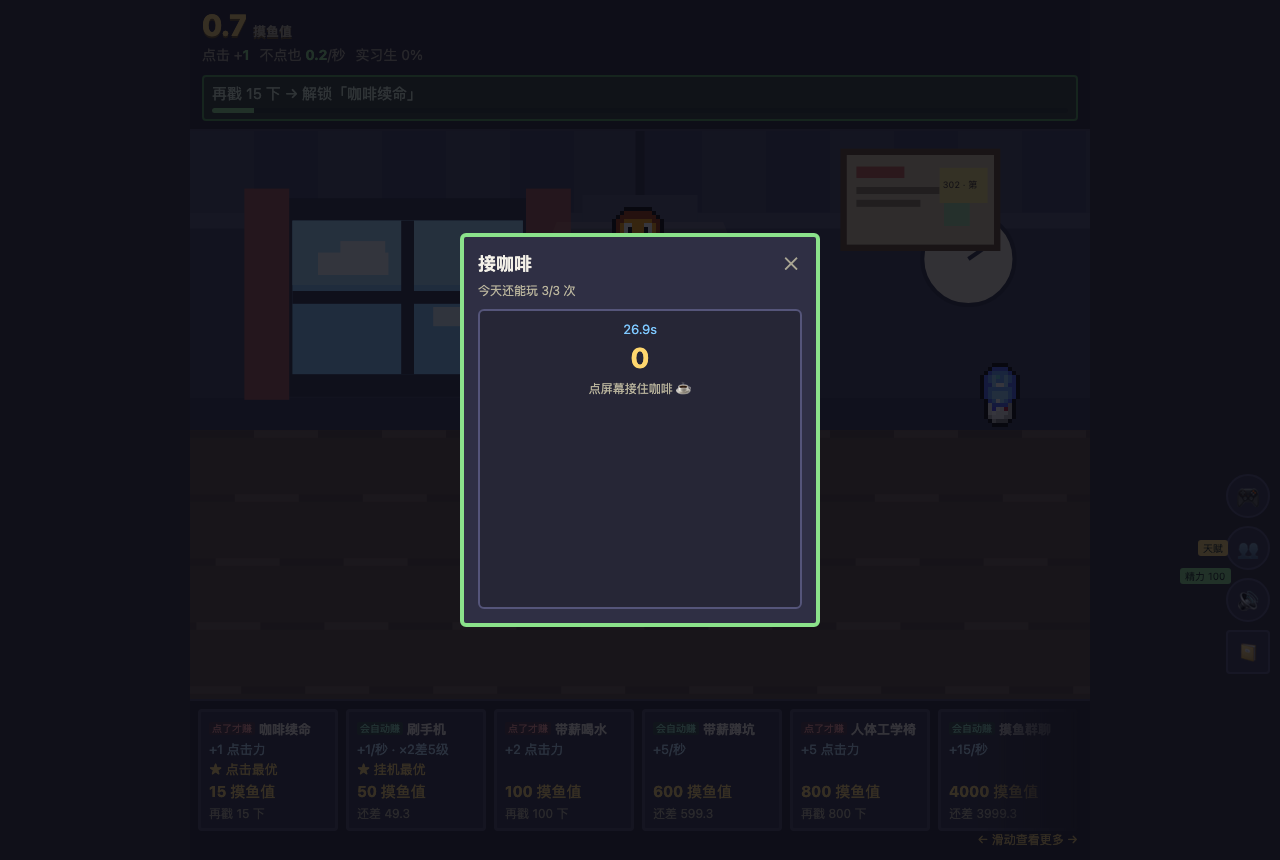 0.7 摸鱼值
点击 +1 不点也 0.2/秒 实习生 0%
再戳 15 下 → 解锁「咖啡续命」
接咖啡
今天还能玩 3/3 次
26.9s
0
点屏幕接住咖啡 ☕
天赋
精力 100
点了才赚 咖啡续命
+1 点击力
★ 点击最优
15 摸鱼值
再戳 15 下
会自动赚 刷手机
+1/秒 · ×2差5级
★ 挂机最优
50 摸鱼值
还差 49.3
点了才赚 带薪喝水
+2 点击力
100 摸鱼值
再戳 100 下
会自动赚 带薪蹲坑
+5/秒
600 摸鱼值
还差 599.3
点了才赚 人体工学椅
+5 点击力
800 摸鱼值
再戳 800 下
会自动赚 摸鱼群聊
+15/秒
4000 摸鱼值
还差 3999.3
← 滑动查看更多 →